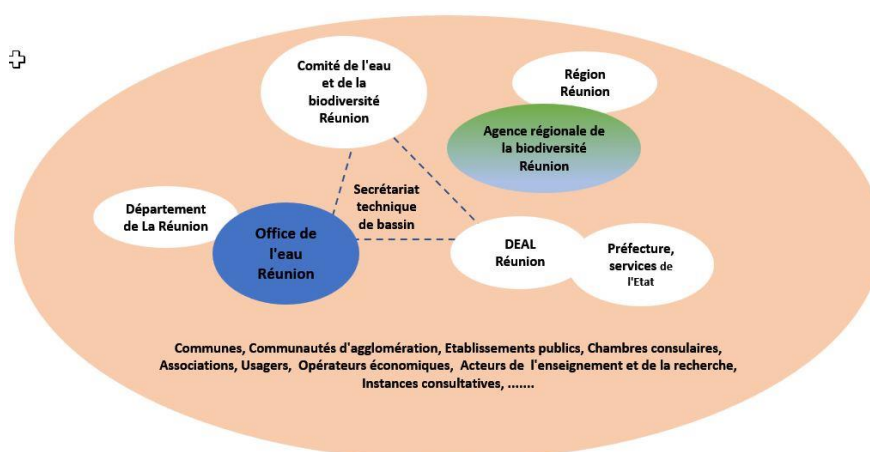 Comité de l'eau
et de la
biodiversité
Réunion
Région
Réunion
Agence régionale de
la biodiversité
Réunion
Secrétariat
technique
de bassin
Département
de La Réunion
Office de
l'eau
Réunion
DEAL
Réunion
Préfecture,
services de
l'Etat
Communes, Communautés d'agglomération, Etablissements publics, Chambres consulaires,
Associations, Usagers, Opérateurs économiques, Acteurs de l'enseignement et de la recherche,
Instances consultatives, .......